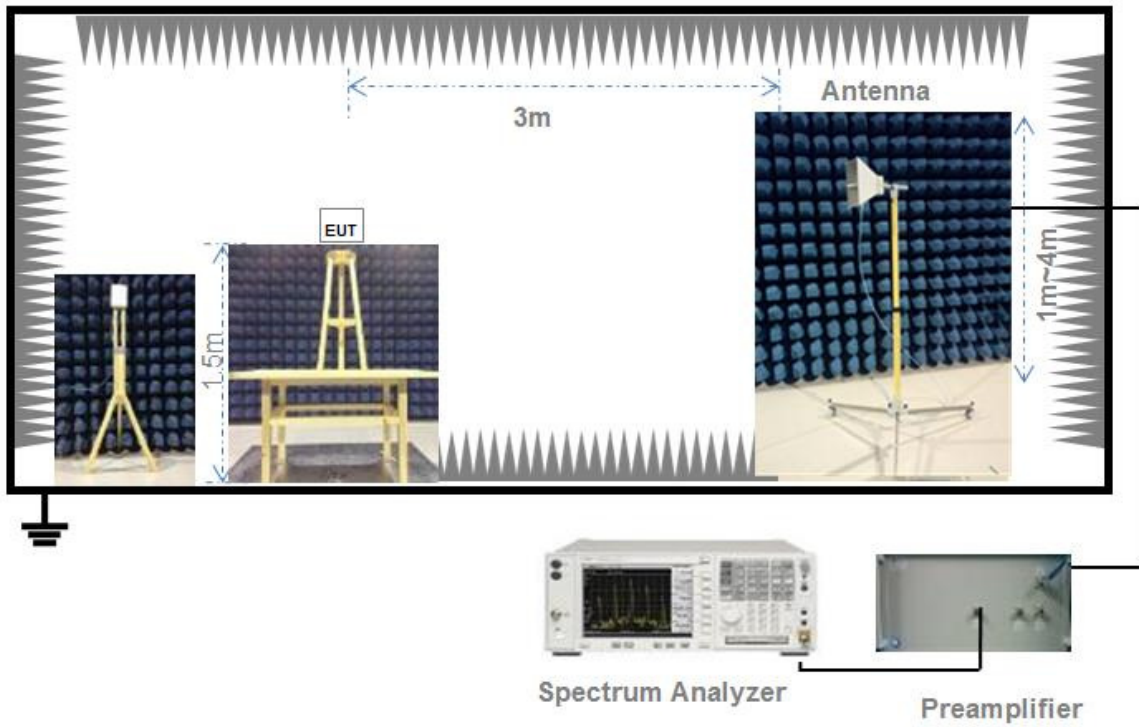 3m
Antenna
EUT
1.5m
1m~4m
Spectrum Analyzer
Preamplifier